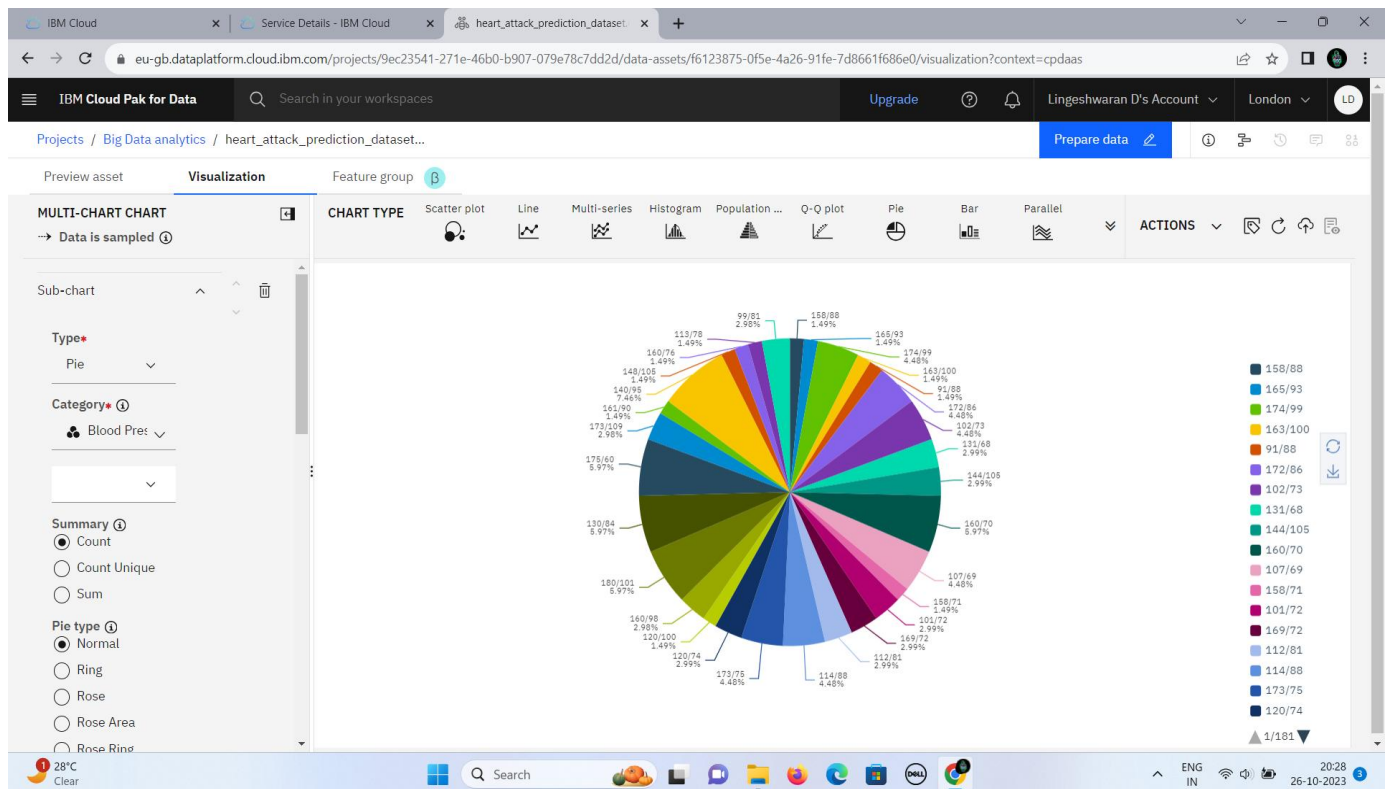 IBM Cloud
Service Details - IBM Cloud
heart_attack_prediction_dataset.
eu-gb.dataplatform.cloud.ibm.com/projects/9ec23541-271e-46b0-b907-079e78c7dd2d/data-assets/f6123875-0f5e-4a26-91fe-7d8661f686e0/visualization?context=cpdaas
IBM Cloud Pak for Data
Search in your workspaces
Upgrade
Lingeshwaran D's Account
London
LD
Projects / Big Data analytics / heart_attack_prediction_dataset...
Prepare data
Preview asset
Visualization
Feature group β
MULTI-CHART CHART
Data is sampled
CHART TYPE
Scatter plot
Line
Multi-series
Histogram
Population ...
Q-Q plot
Pie
Bar
Parallel
ACTIONS
Sub-chart
Type*
Pie
Category*
Blood Pres
Summary
Count
Count Unique
Sum
Pie type
Normal
Ring
Rose
Rose Area
Rose Ring
158/88
1.49%
165/93
1.49%
174/99
4.48%
163/100
1.49%
91/88
1.49%
172/86
4.48%
102/73
4.48%
131/68
2.99%
144/105
2.99%
160/70
5.97%
107/69
4.48%
158/71
1.49%
101/72
2.99%
169/72
2.99%
112/81
2.99%
114/88
4.48%
173/75
4.48%
120/74
2.99%
120/100
1.49%
160/98
2.98%
180/101
5.97%
130/84
5.97%
175/60
5.97%
173/109
2.98%
161/90
1.49%
140/95
7.46%
148/105
1.49%
160/76
1.49%
113/78
1.49%
99/81
2.98%
158/88
165/93
174/99
163/100
91/88
172/86
102/73
131/68
144/105
160/70
107/69
158/71
101/72
169/72
112/81
114/88
173/75
120/74
1/181
1
28°C
Clear
Search
DELL
ENG
IN
20:28
26-10-2023
3